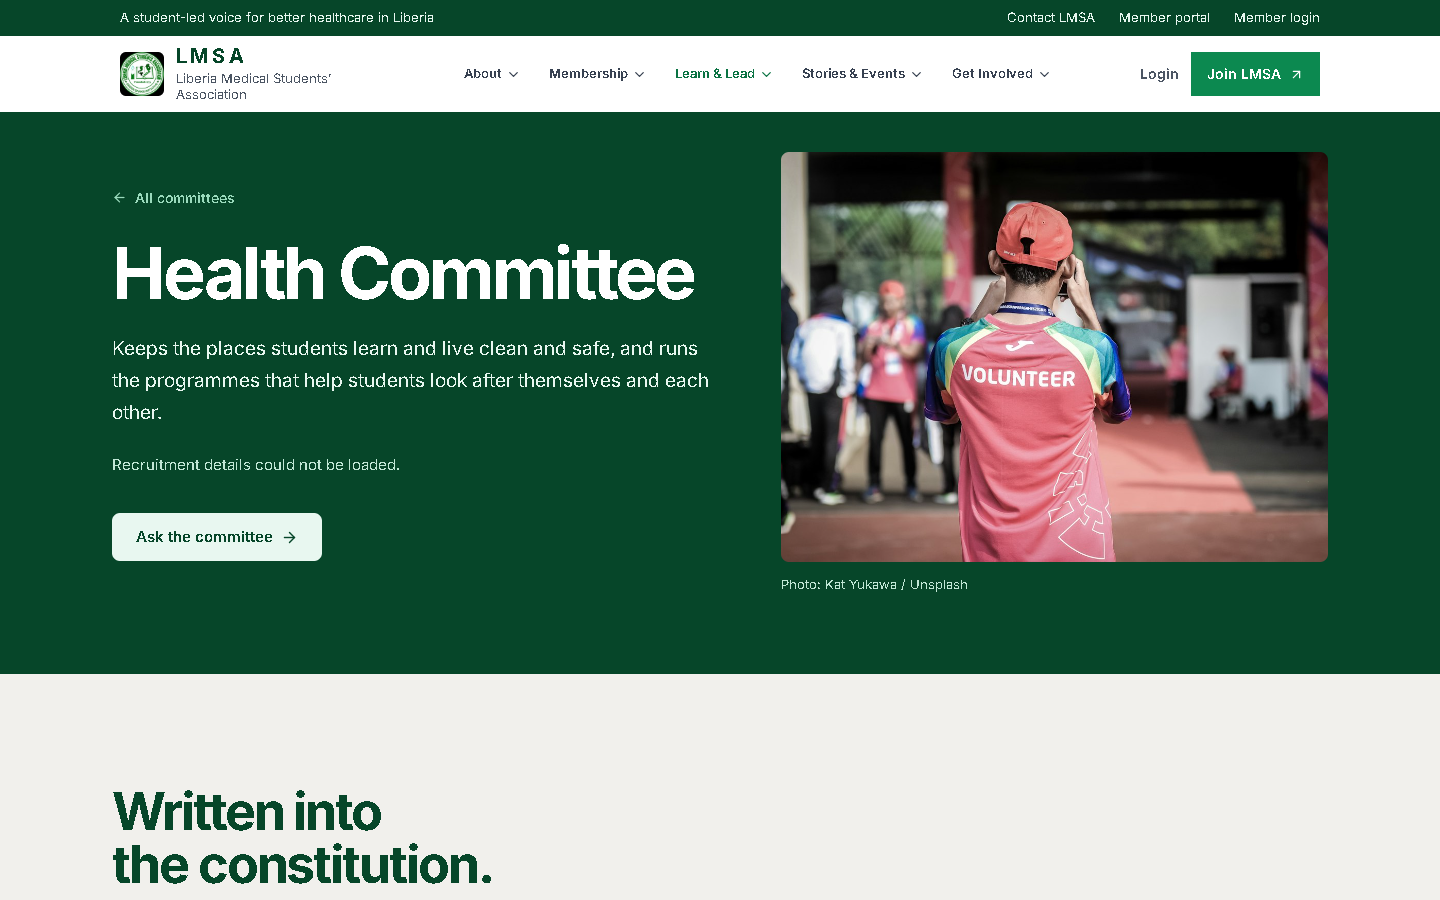 A student-led voice for better healthcare in Liberia
Contact LMSA
Member portal
Member login
LMSA
Liberia Medical Students’
Association
About
Membership
Learn & Lead
Stories & Events
Get Involved
Login
Join LMSA
All committees
Health Committee
Keeps the places students learn and live clean and safe, and runs
the programmes that help students look after themselves and each
other.
Recruitment details could not be loaded.
Ask the committee
VOLUNTEER
Photo: Kat Yukawa / Unsplash
Written into
the constitution.